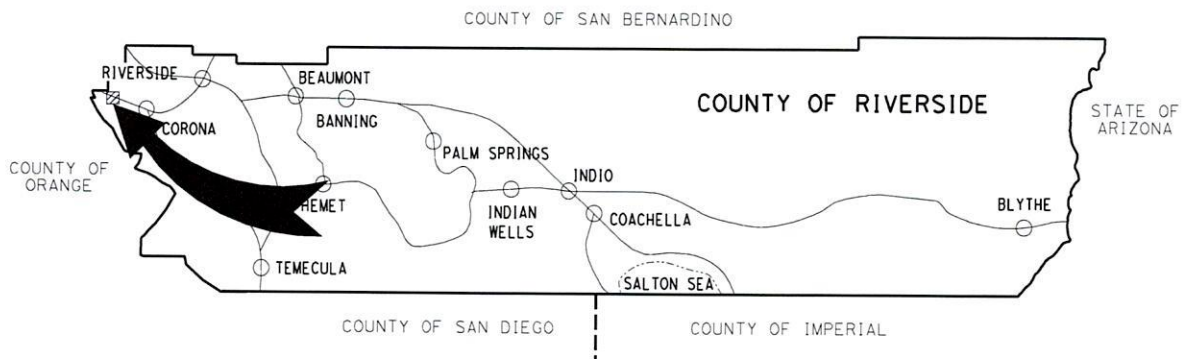 COUNTY OF SAN BERNARDINO
RIVERSIDE
BEAUMONT
COUNTY OF RIVERSIDE
STATE OF
ARIZONA
BANNING
CORONA
PALM SPRINGS
COUNTY OF
ORANGE
HEMET
INDIO
INDIAN
WELLS
COACHELLA
BLYTHE
TEMECULA
SALTON SEA
COUNTY OF SAN DIEGO
COUNTY OF IMPERIAL